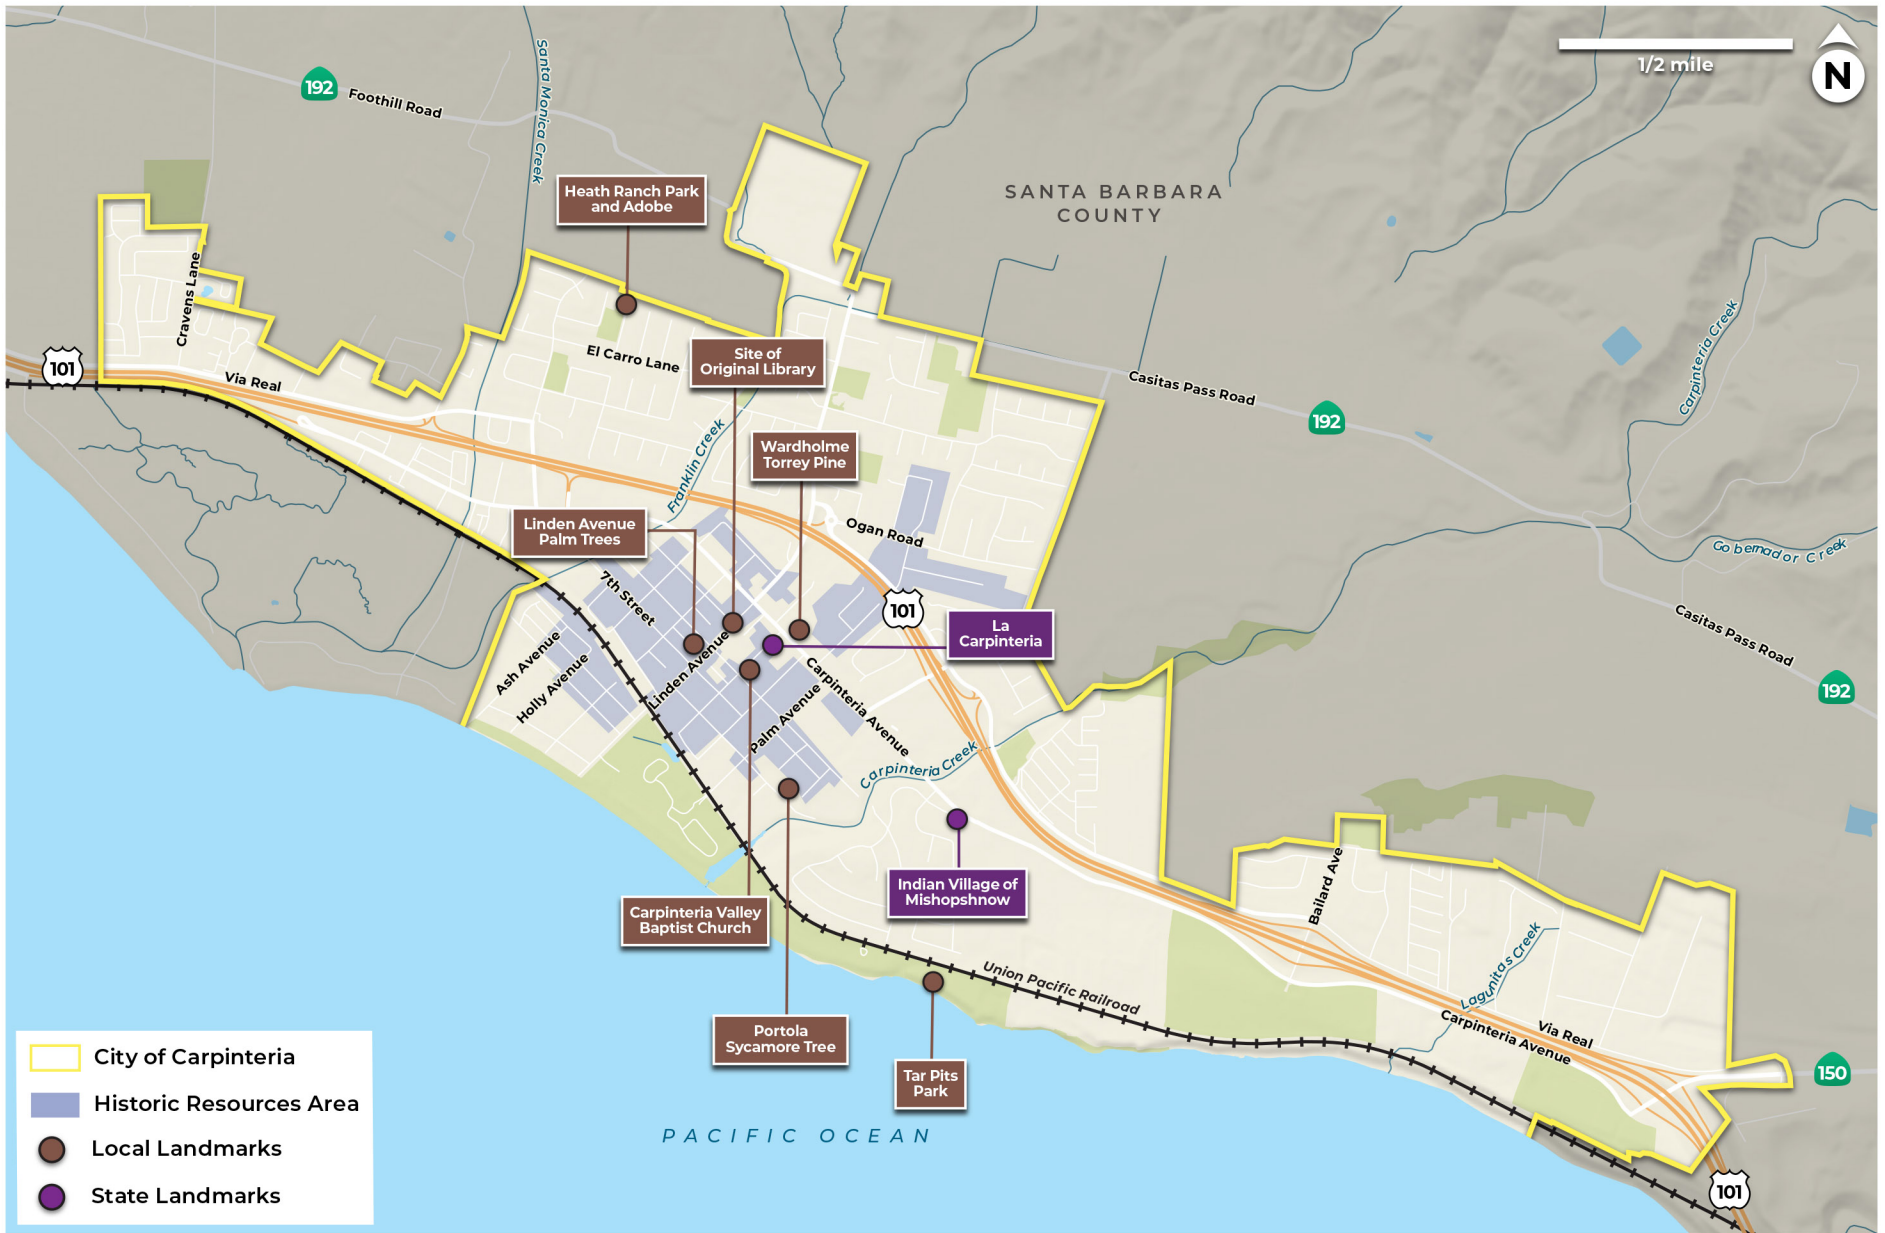 1/2 mile
N
192
Foothill Road
Santa Monica Creek
Heath Ranch Park
and Adobe
SANTA BARBARA
COUNTY
Cravens Lane
101
Via Real
El Carro Lane
Site of
Original Library
Casitas Pass Road
192
Carpinteria Creek
Franklin Creek
Wardholme
Torrey Pine
Linden Avenue
Palm Trees
Ogan Road
Gobernador Creek
7th Street
101
La
Carpinteria
Casitas Pass Road
192
Ash Avenue
Holly Avenue
Linden Avenue
Palm Avenue
Carpinteria Avenue
Carpinteria Creek
Indian Village of
Mishopshnow
Bailard Ave
Carpinteria Valley
Baptist Church
Lagunitas Creek
Union Pacific Railroad
Portola
Sycamore Tree
Tar Pits
Park
Carpinteria Avenue
Via Real
150
101
PACIFIC OCEAN
City of Carpinteria
Historic Resources Area
Local Landmarks
State Landmarks